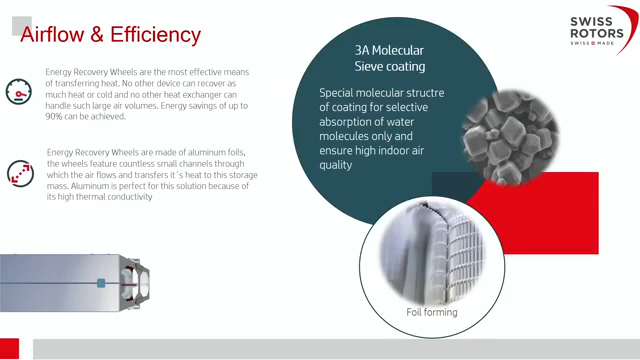 Airflow & Efficiency
SWISS
ROTORS
SWISS MADE
Energy Recovery Wheels are the most effective means
of transferring heat. No other device can recover as
much heat or cold and no other heat exchanger can
handle such large air volumes. Energy savings of up to
90% can be achieved.
Energy Recovery Wheels are made of aluminum foils,
the wheels feature countless small channels through
which the air flows and transfers it´s heat to this storage
mass. Aluminum is perfect for this solution because of
its high thermal conductivity
3A Molecular
Sieve coating
Special molecular structre
of coating for selective
absorption of water
molecules only and
ensure high indoor air
quality
Foil forming